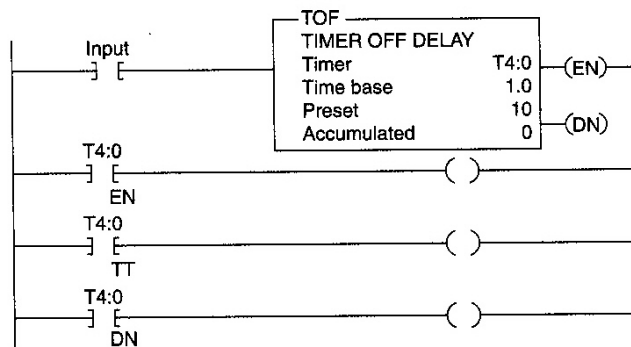 TOF
Input
TIMER OFF DELAY
Timer T4:0 (EN)
Time base 1.0
Preset 10 (DN)
Accumulated 0
T4:0
EN
T4:0
TT
T4:0
DN